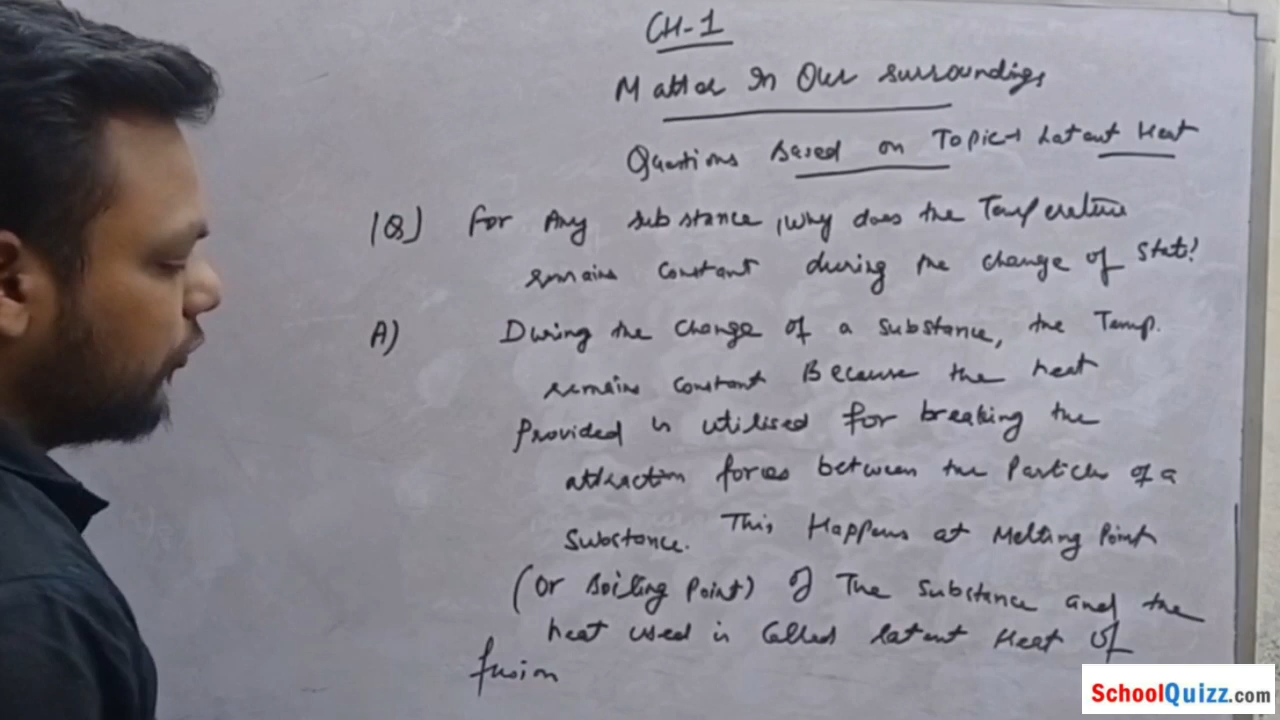 CH-1
Matter In Our surroundings
Questions Based on Topic-1 Latent Heat
1Q) For Any substance, why does the Temperature
remains constant during the change of state?
A) During the change of a substance, the Temp.
remains constant Because the heat
Provided is utilised for breaking the
attraction forces between the Particles of a
substance. This Happens at Melting Point
(Or Boiling Point) of The substance and the
heat used is called latent Heat of
fusion
SchoolQuizz.com